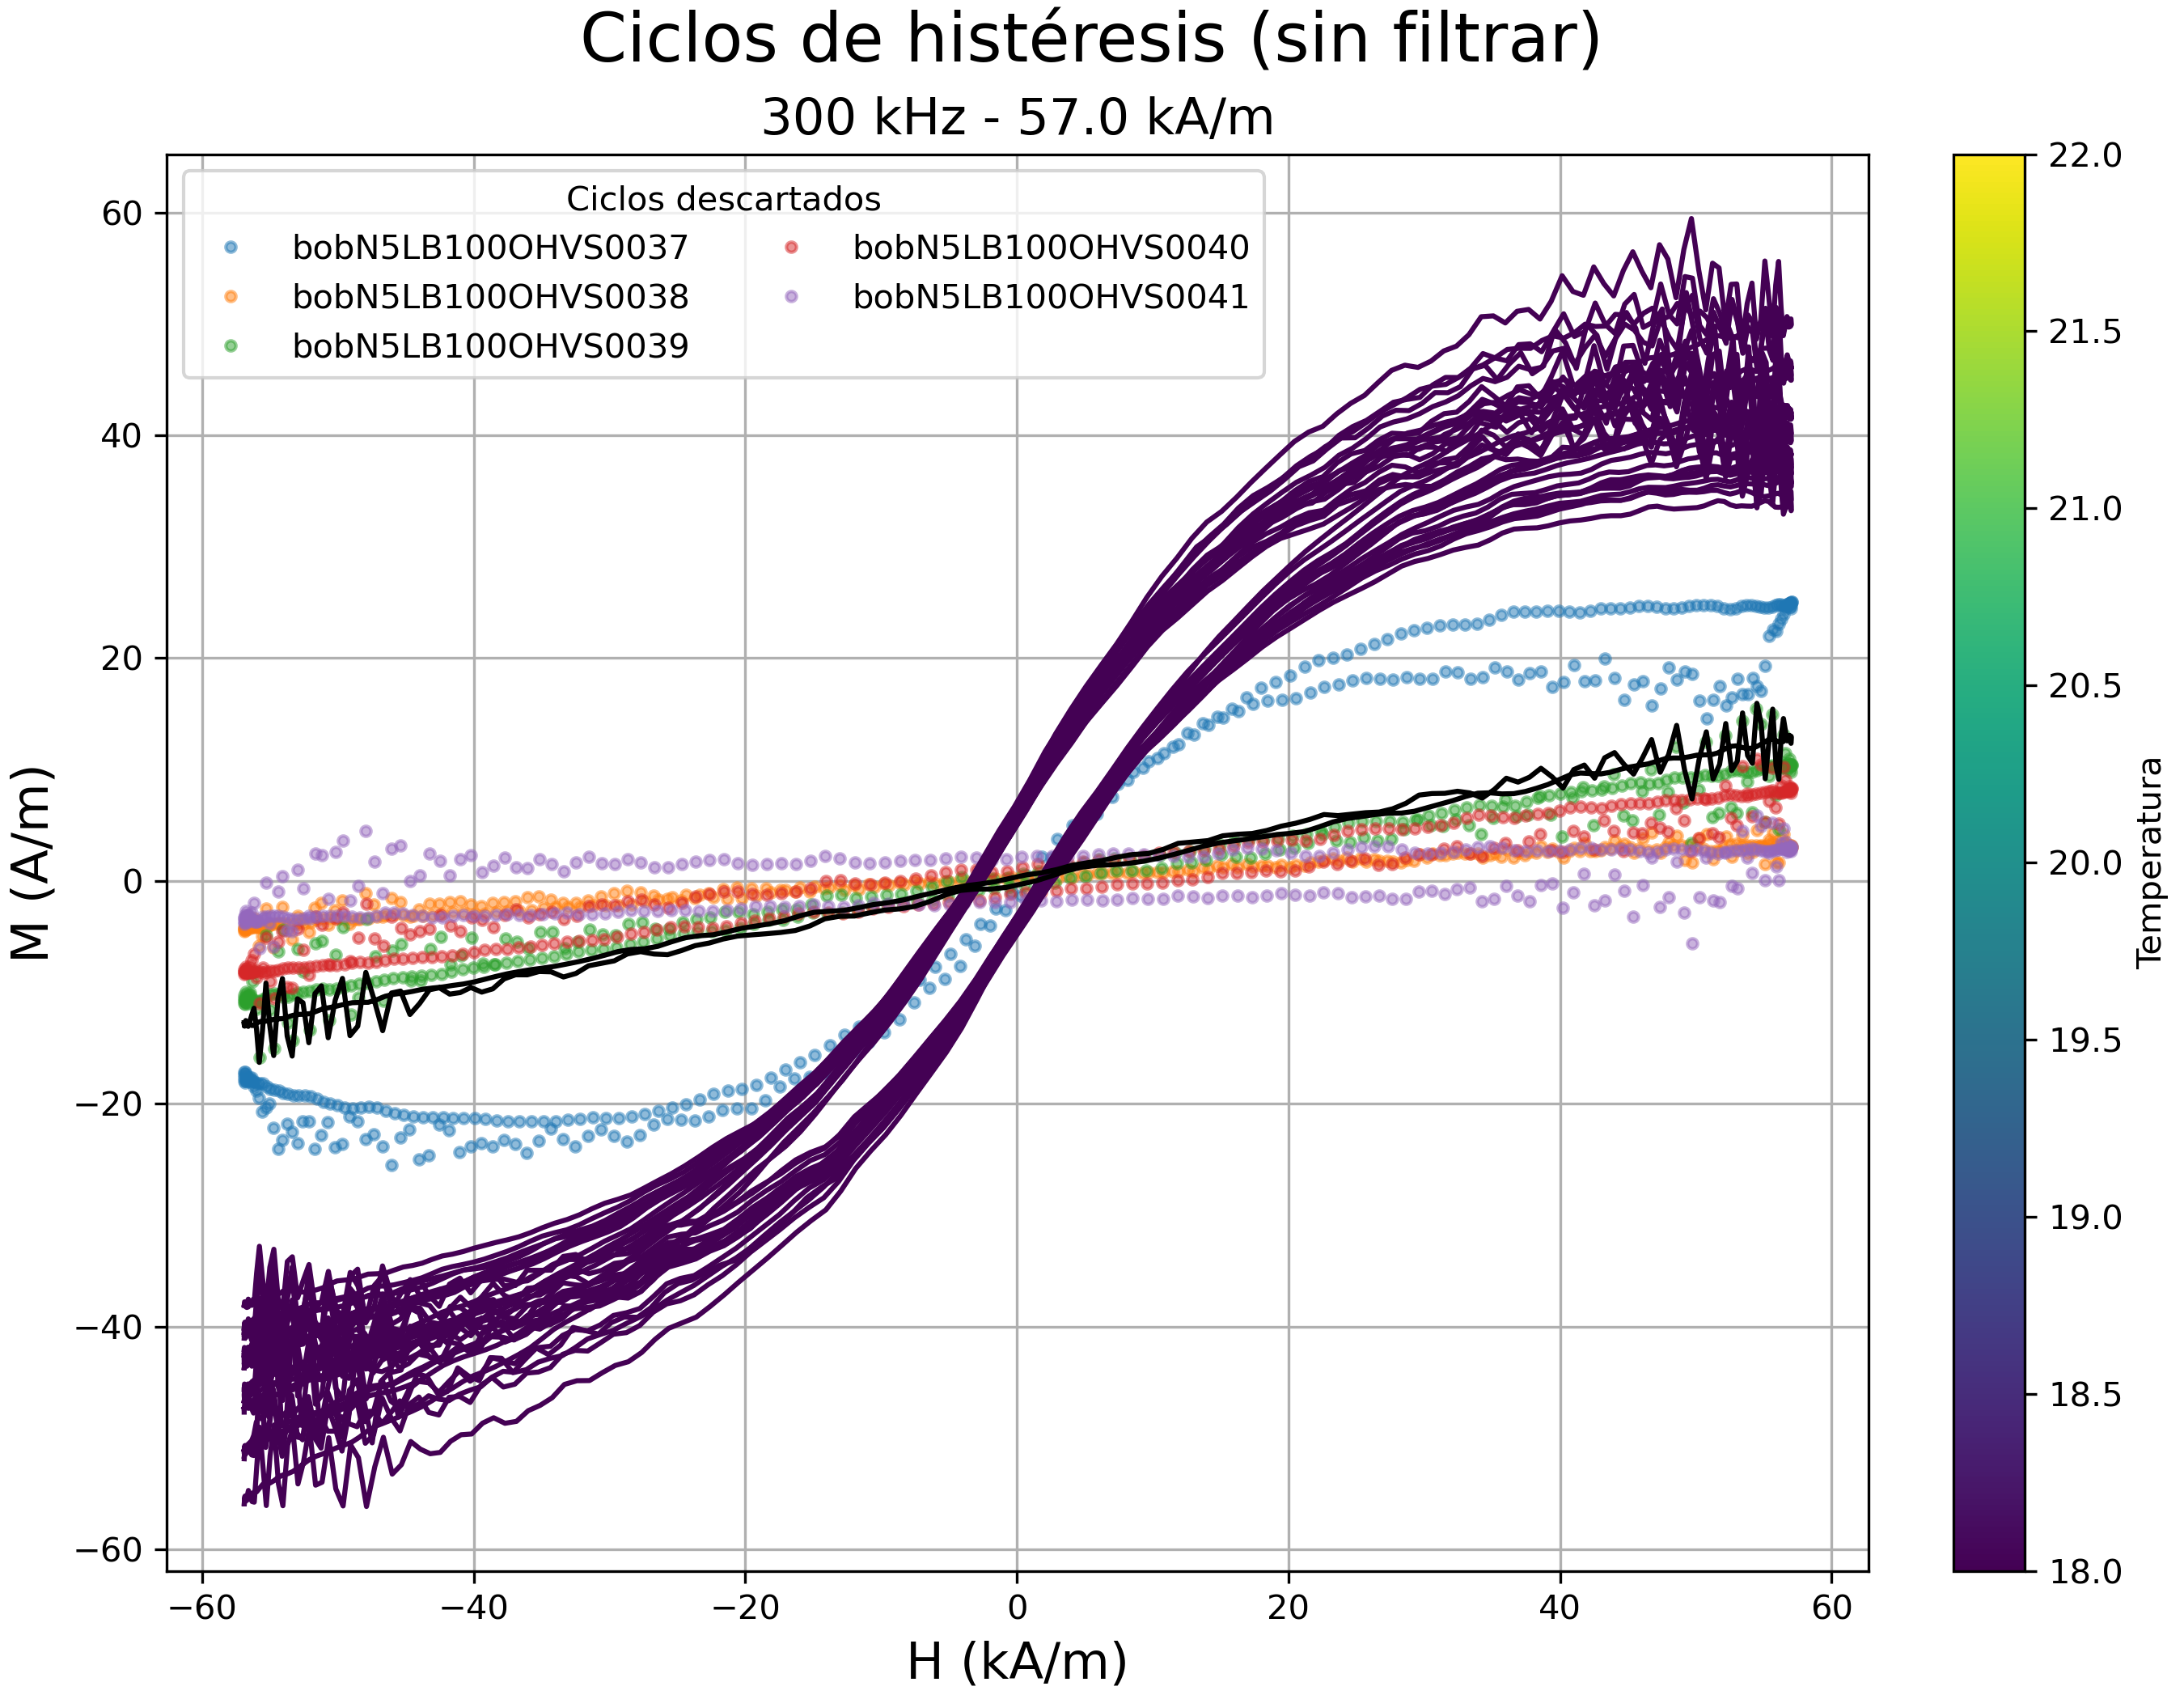 Ciclos de histéresis (sin filtrar)
300 kHz - 57.0 kA/m
Ciclos descartados
bobN5LB100OHVS0037
bobN5LB100OHVS0038
bobN5LB100OHVS0039
bobN5LB100OHVS0040
bobN5LB100OHVS0041
M (A/m)
60
40
20
0
−20
−40
−60
−60
−40
−20
0
20
40
60
H (kA/m)
22.0
21.5
21.0
20.5
20.0
19.5
19.0
18.5
18.0
Temperatura